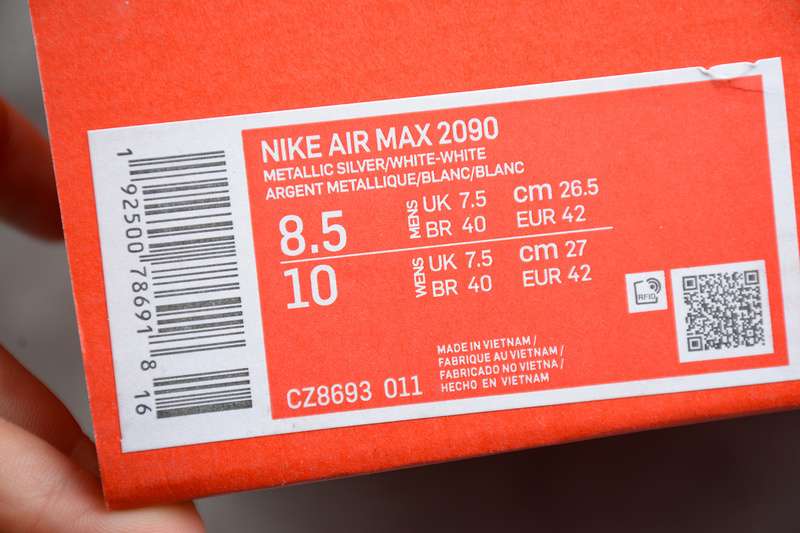 NIKE AIR MAX 2090
METALLIC SILVER/WHITE-WHITE
ARGENT METALLIQUE/BLANC/BLANC
8.5 MENS UK 7.5 cm 26.5
BR 40 EUR 42
10 WENS UK 7.5 cm 27
BR 40 EUR 42
RFID
MADE IN VIETNAM /
FABRIQUE AU VIETNAM /
FABRICADO NO VIETNA /
HECHO EN VIETNAM
CZ8693 011
1 92500 78691 8 16